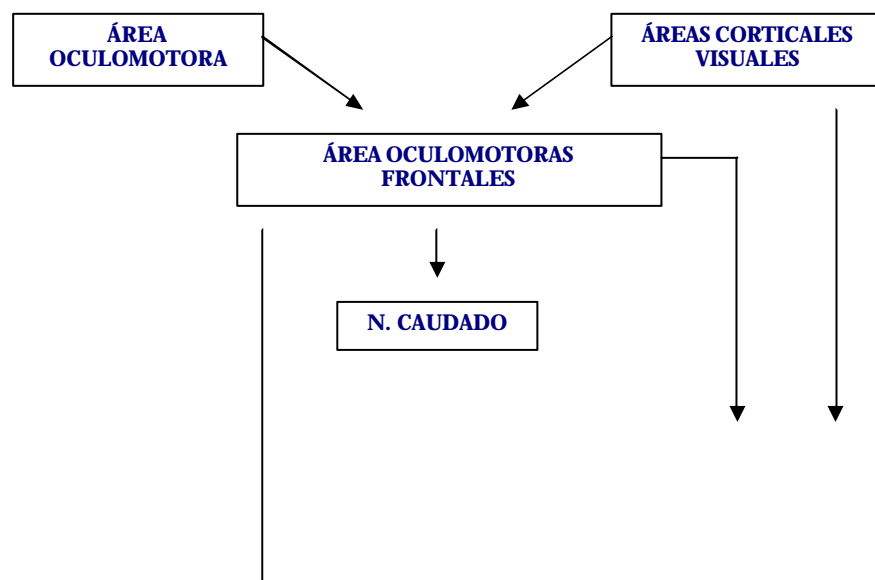 ÁREA
OCULOMOTORA
ÁREAS CORTICALES
VISUALES
ÁREA OCULOMOTORAS
FRONTALES
N. CAUDADO